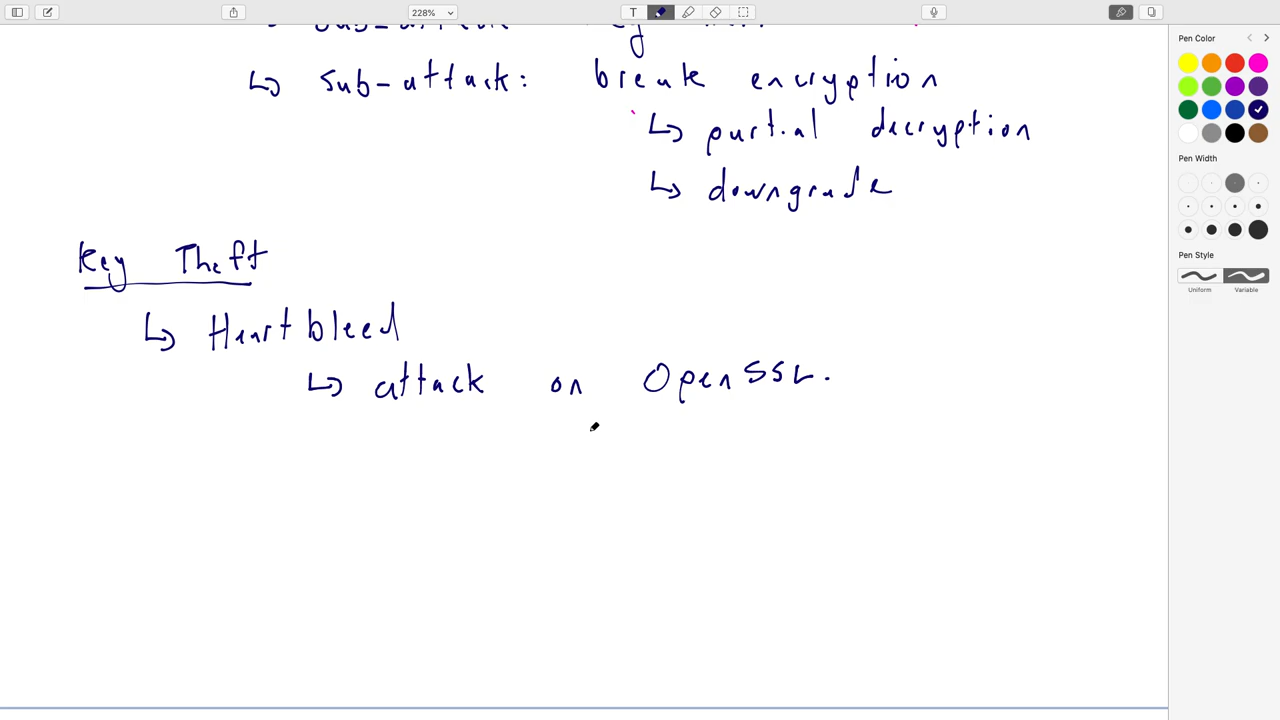 228%
T
Pen Color
↳ sub-attack: break encryption
↳ partial decryption
↳ downgrade
Pen Width
Pen Style
Uniform Variable
Key Theft
↳ Heartbleed
↳ attack on OpenSSL.